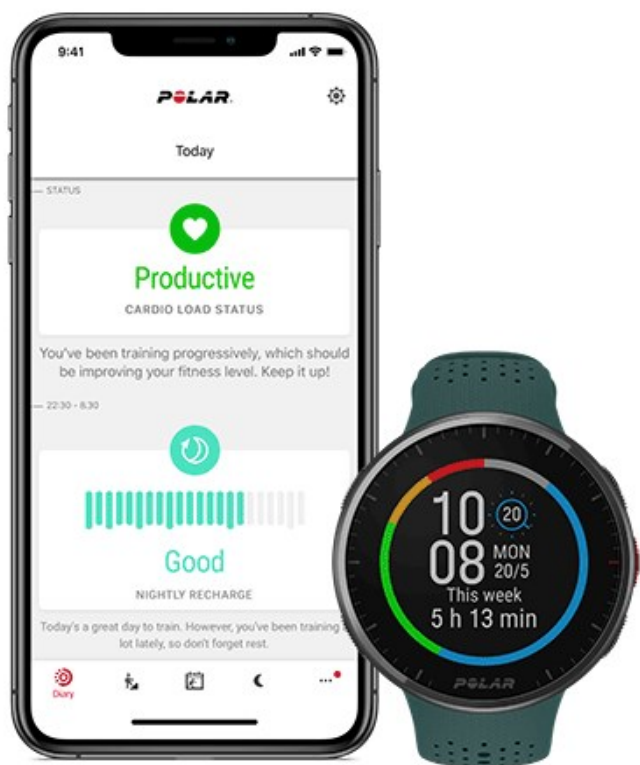 9:41
POLAR
Today
STATUS
Productive
CARDIO LOAD STATUS
You've been training progressively, which should
be improving your fitness level. Keep it up!
22:30 - 8.30
Good
NIGHTLY RECHARGE
Today's a great day to train. However, you've been training
lot lately, so don't forget rest.
Diary
10
20
08 MON
20/5
This week
5 h 13 min
POLAR